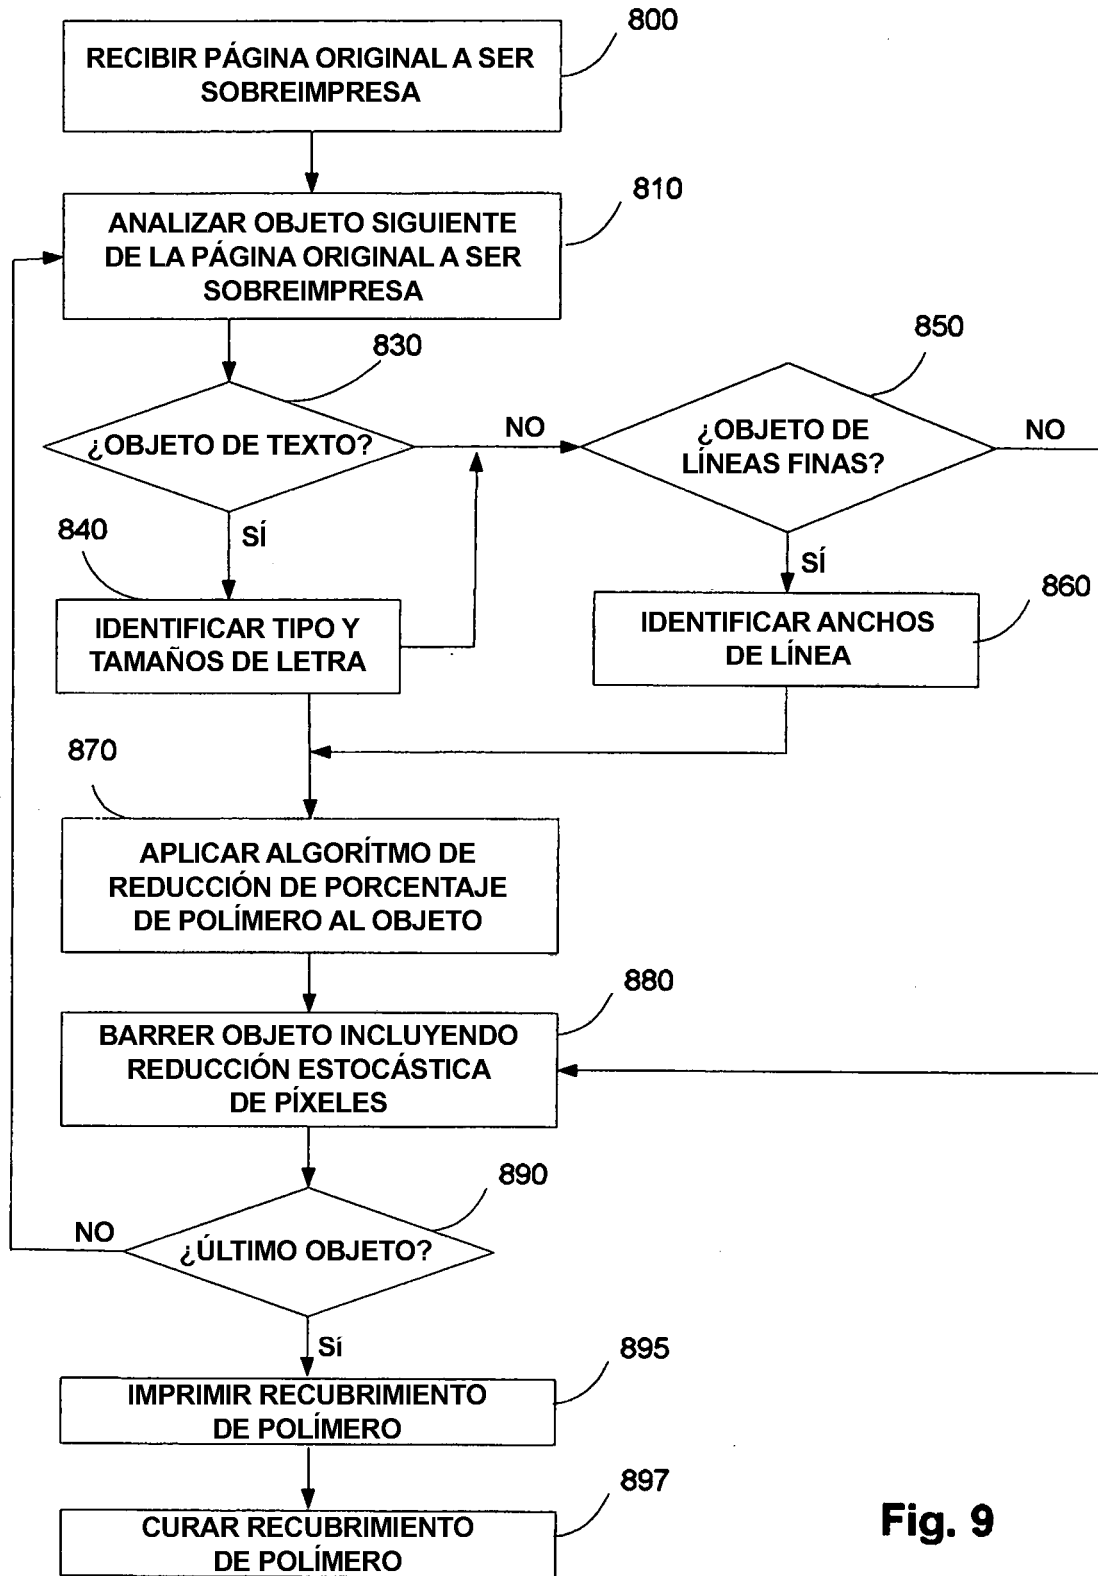 800
RECIBIR PÁGINA ORIGINAL A SER
SOBREIMPRESA
810
ANALIZAR OBJETO SIGUIENTE
DE LA PÁGINA ORIGINAL A SER
SOBREIMPRESA
830
850
¿OBJETO DE TEXTO?
NO
¿OBJETO DE
LÍNEAS FINAS?
NO
840
SÍ
SÍ
860
IDENTIFICAR TIPO Y
TAMAÑOS DE LETRA
IDENTIFICAR ANCHOS
DE LÍNEA
870
APLICAR ALGORÍTMO DE
REDUCCIÓN DE PORCENTAJE
DE POLÍMERO AL OBJETO
880
BARRER OBJETO INCLUYENDO
REDUCCIÓN ESTOCÁSTICA
DE PÍXELES
890
NO
¿ÚLTIMO OBJETO?
Sí
895
IMPRIMIR RECUBRIMIENTO
DE POLÍMERO
897
CURAR RECUBRIMIENTO
DE POLÍMERO
Fig. 9